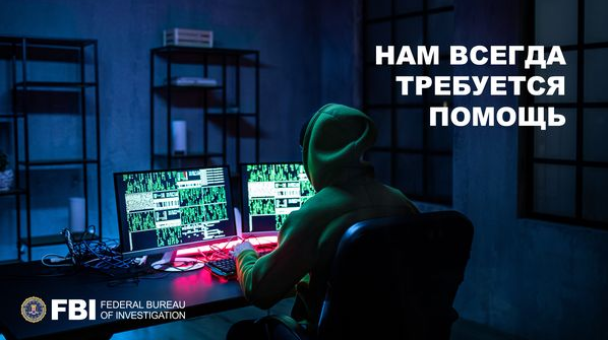 НАМ ВСЕГДА
ТРЕБУЕТСЯ
ПОМОЩЬ
FBI FEDERAL BUREAU
OF INVESTIGATION